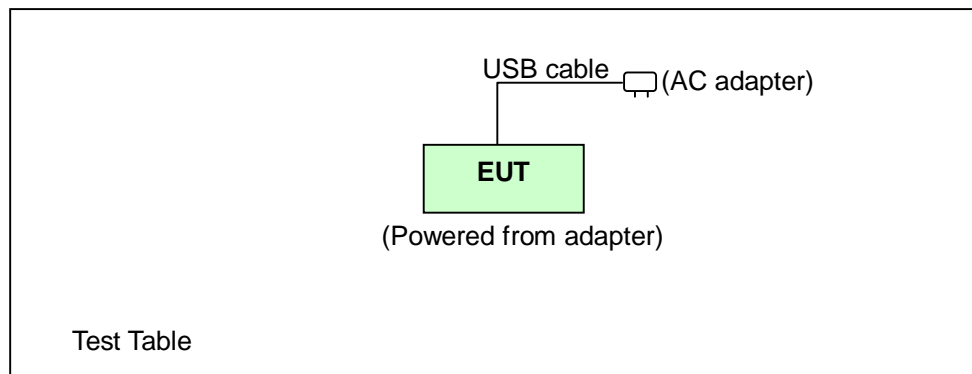 USB cable
(AC adapter)
EUT
(Powered from adapter)
Test Table